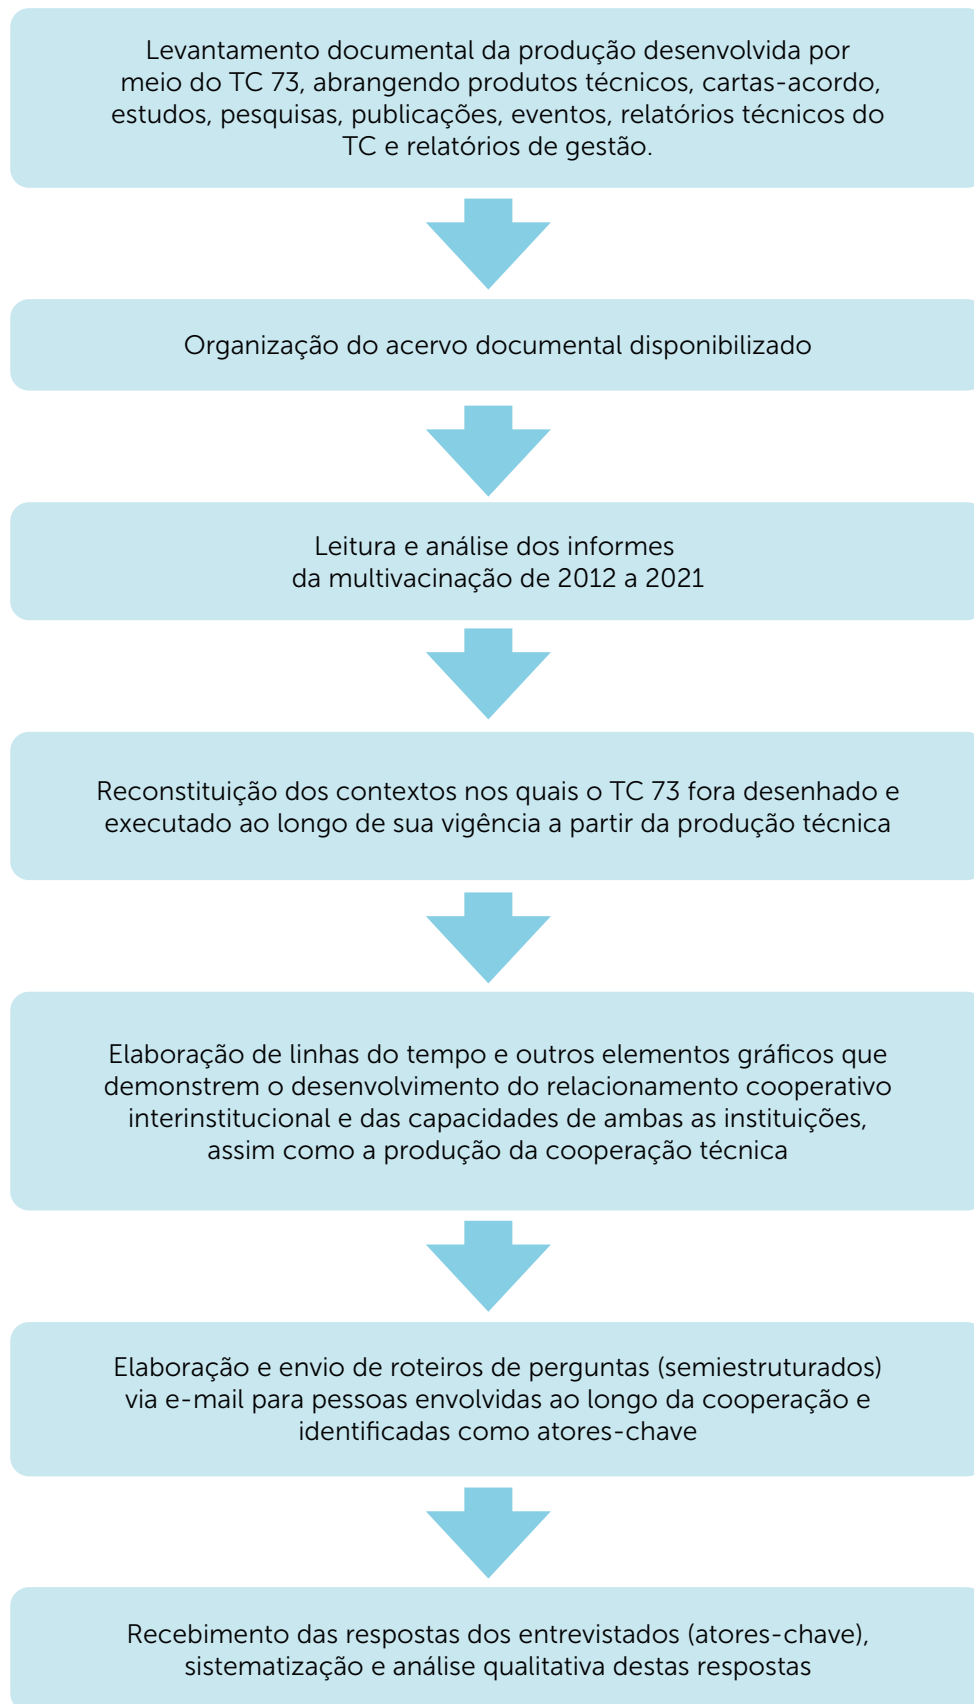 Levantamento documental da produção desenvolvida por
meio do TC 73, abrangendo produtos técnicos, cartas-acordo,
estudos, pesquisas, publicações, eventos, relatórios técnicos do
TC e relatórios de gestão.
Organização do acervo documental disponibilizado
Leitura e análise dos informes
da multivacinação de 2012 a 2021
Reconstituição dos contextos nos quais o TC 73 fora desenhado e
executado ao longo de sua vigência a partir da produção técnica
Elaboração de linhas do tempo e outros elementos gráficos que
demonstrem o desenvolvimento do relacionamento cooperativo
interinstitucional e das capacidades de ambas as instituições,
assim como a produção da cooperação técnica
Elaboração e envio de roteiros de perguntas (semiestruturados)
via e-mail para pessoas envolvidas ao longo da cooperação e
identificadas como atores-chave
Recebimento das respostas dos entrevistados (atores-chave),
sistematização e análise qualitativa destas respostas